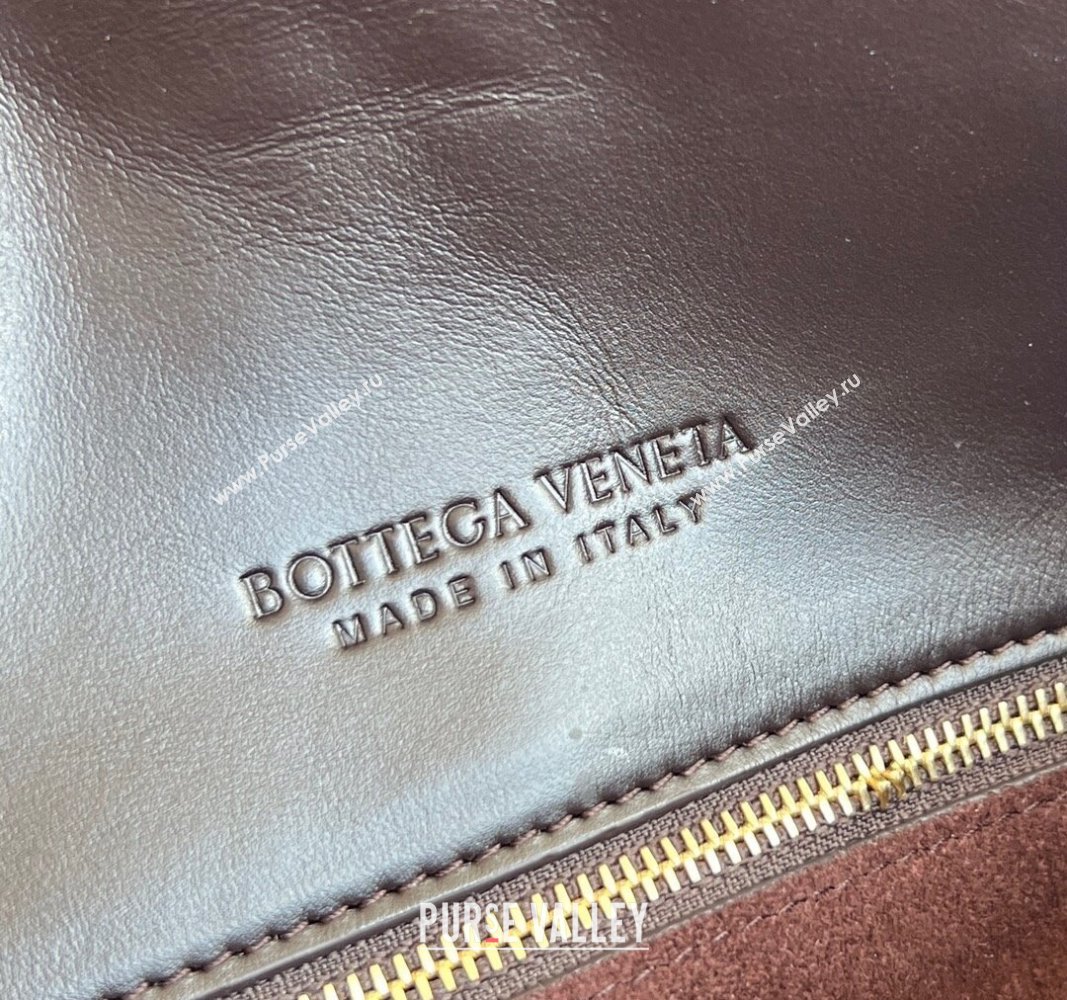 www.PurseValley.ru
www.PurseValley.ru
BOTTEGA VENETA
MADE IN ITALY
PURSE VALLEY